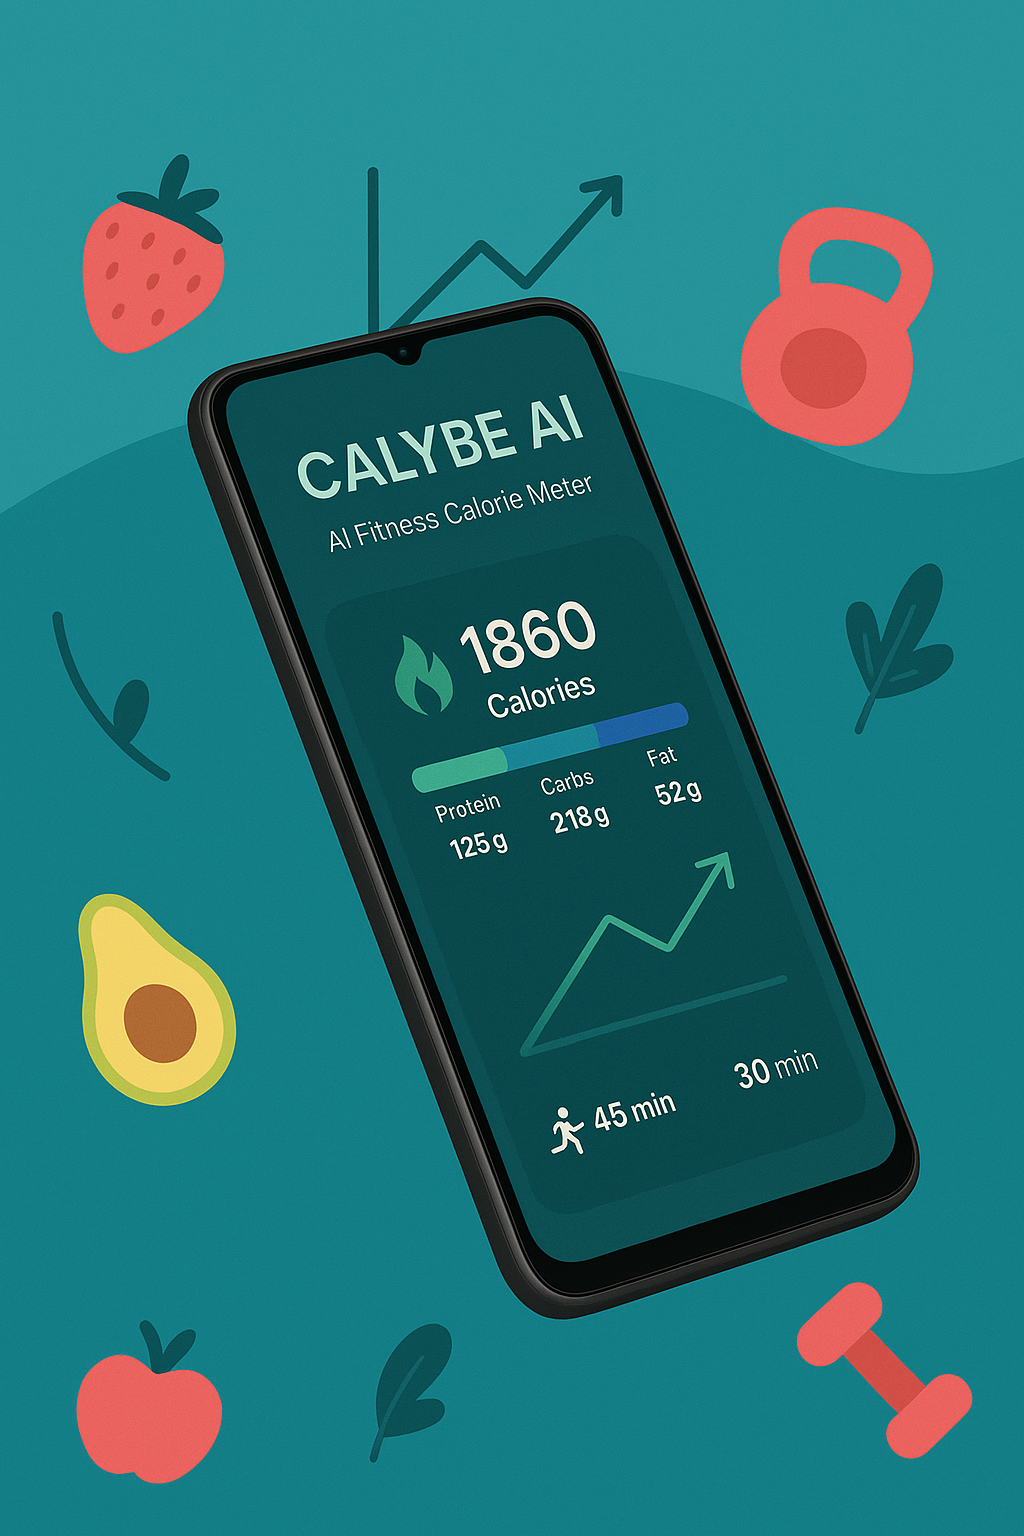 CALYBE AI
AI Fitness Calorie Meter
1860
Calories
Protein Carbs Fat
125 g 218 g 52 g
45 min 30 min